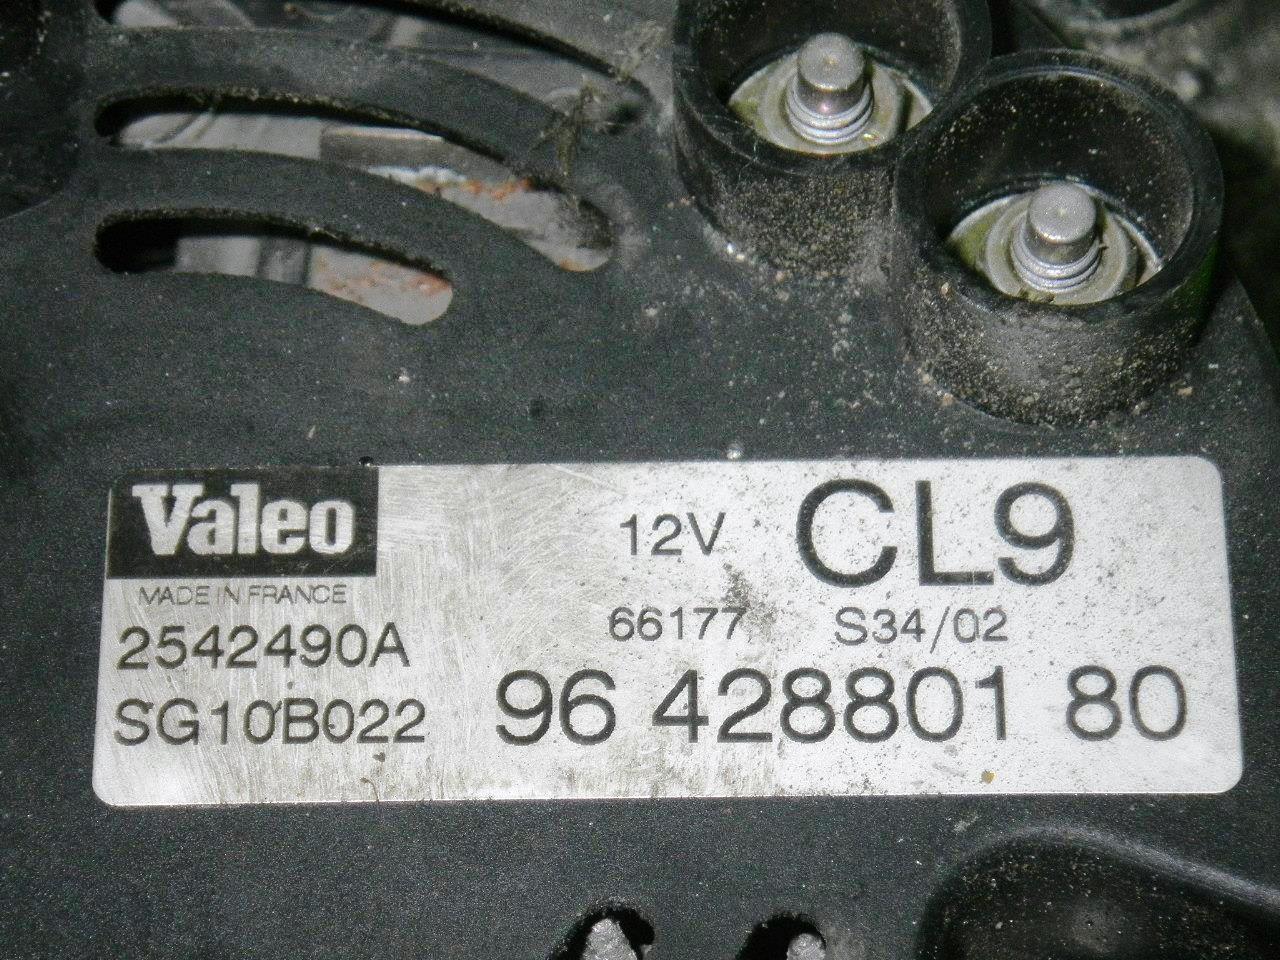 Valeo
MADE IN FRANCE
2542490A
SG10B022
12V CL9
66177 S34/02
96 428801 80